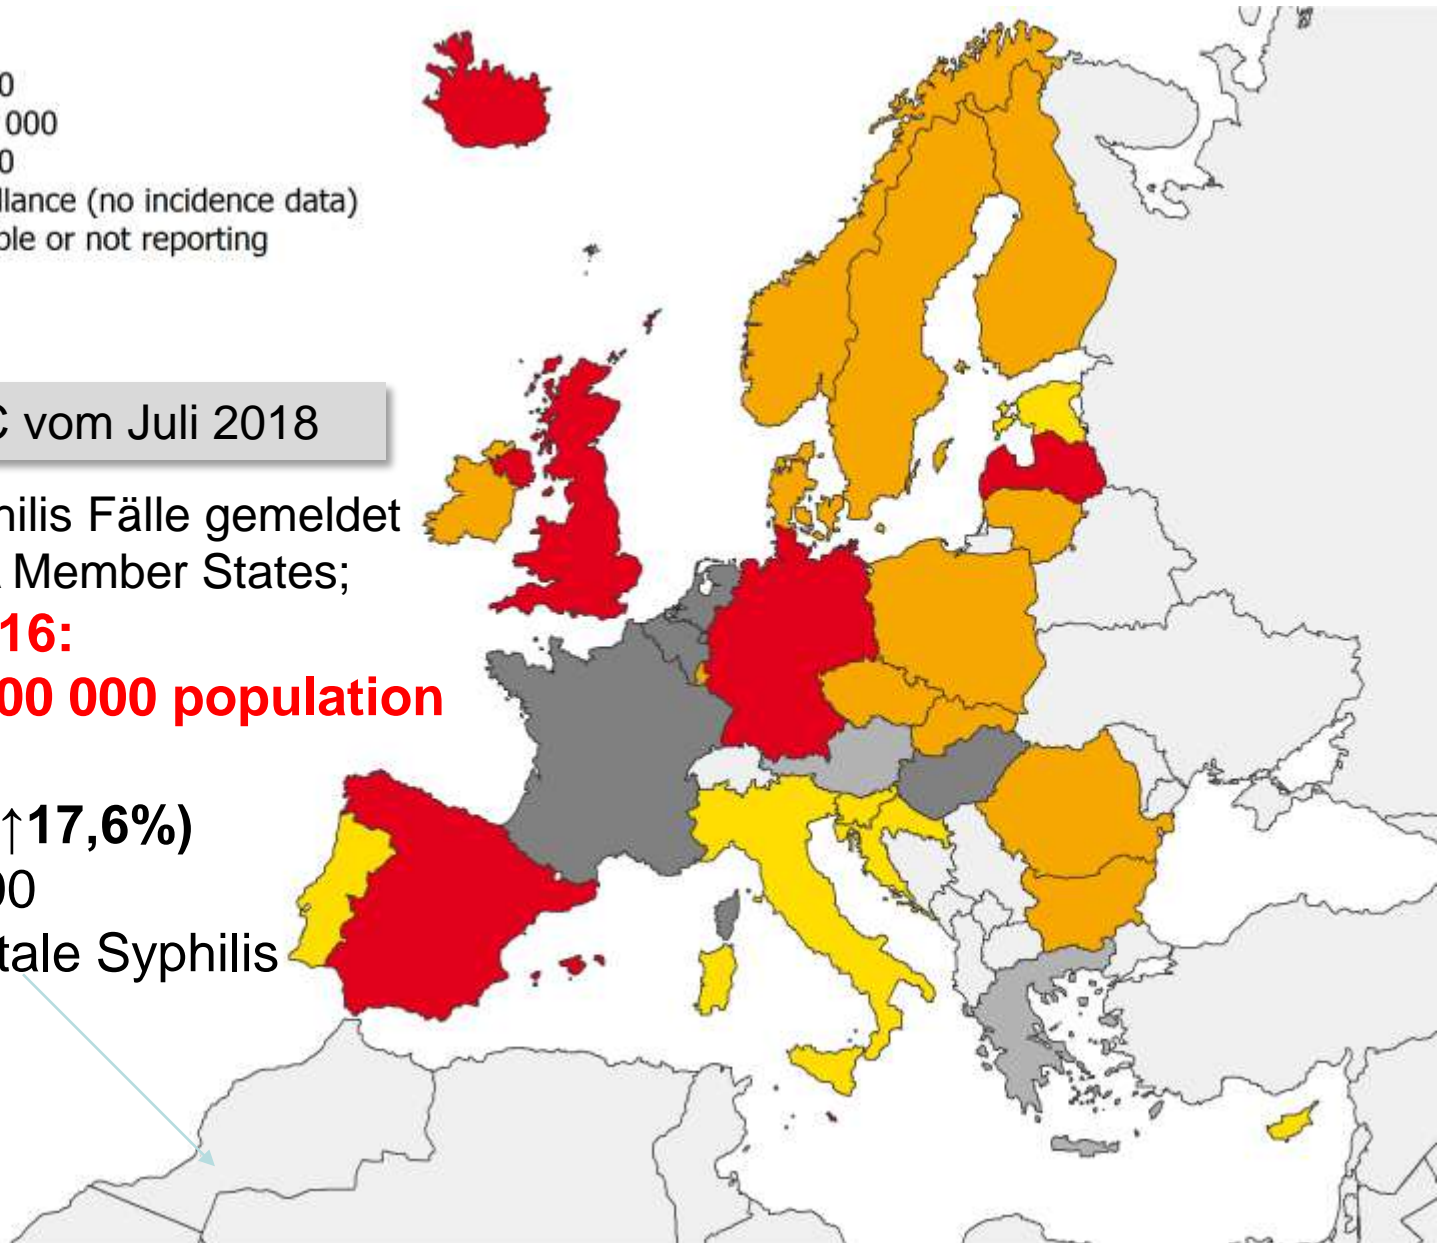 0
000
0
llance (no incidence data)
ble or not reporting
C vom Juli 2018
hilis Fälle gemeldet
Member States;
16:
00 000 population
↑17,6%)
00
tale Syphilis